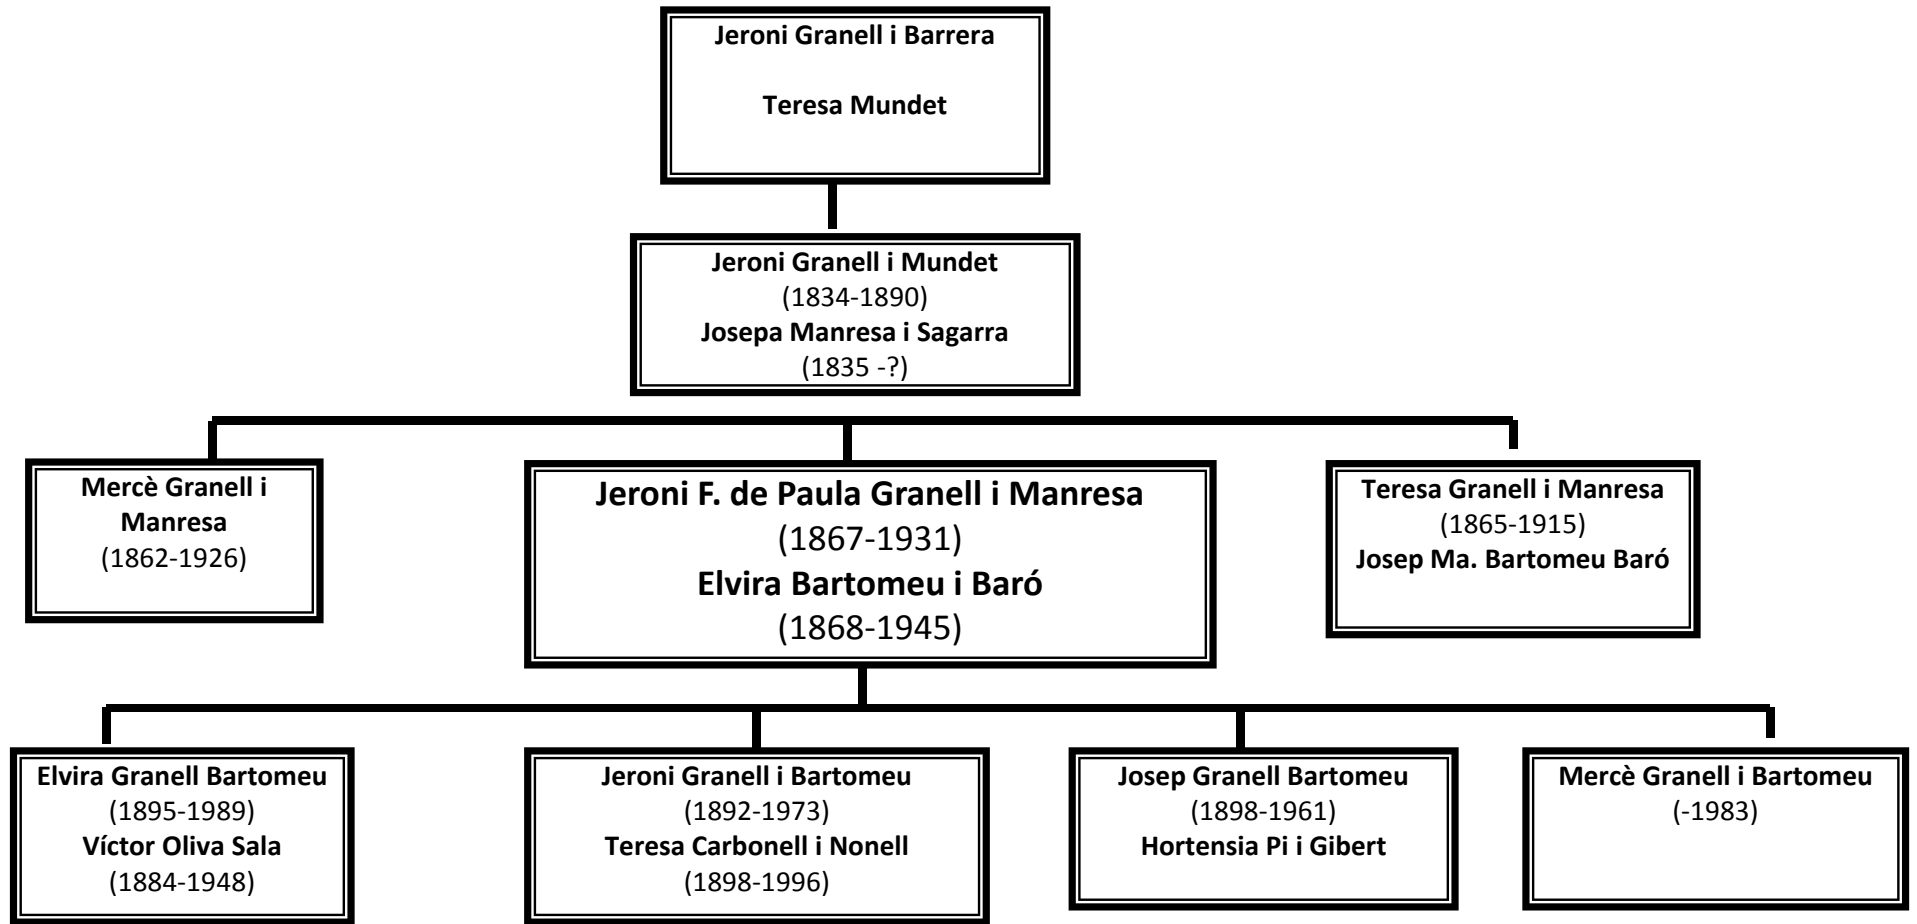 Jeroni Granell i Barrera
Teresa Mundet
Jeroni Granell i Mundet
(1834-1890)
Josepa Manresa i Sagarra
(1835 -?)
Mercè Granell i
Manresa
(1862-1926)
Jeroni F. de Paula Granell i Manresa
(1867-1931)
Elvira Bartomeu i Baró
(1868-1945)
Teresa Granell i Manresa
(1865-1915)
Josep Ma. Bartomeu Baró
Elvira Granell Bartomeu
(1895-1989)
Víctor Oliva Sala
(1884-1948)
Jeroni Granell i Bartomeu
(1892-1973)
Teresa Carbonell i Nonell
(1898-1996)
Josep Granell Bartomeu
(1898-1961)
Hortensia Pi i Gibert
Mercè Granell i Bartomeu
(-1983)